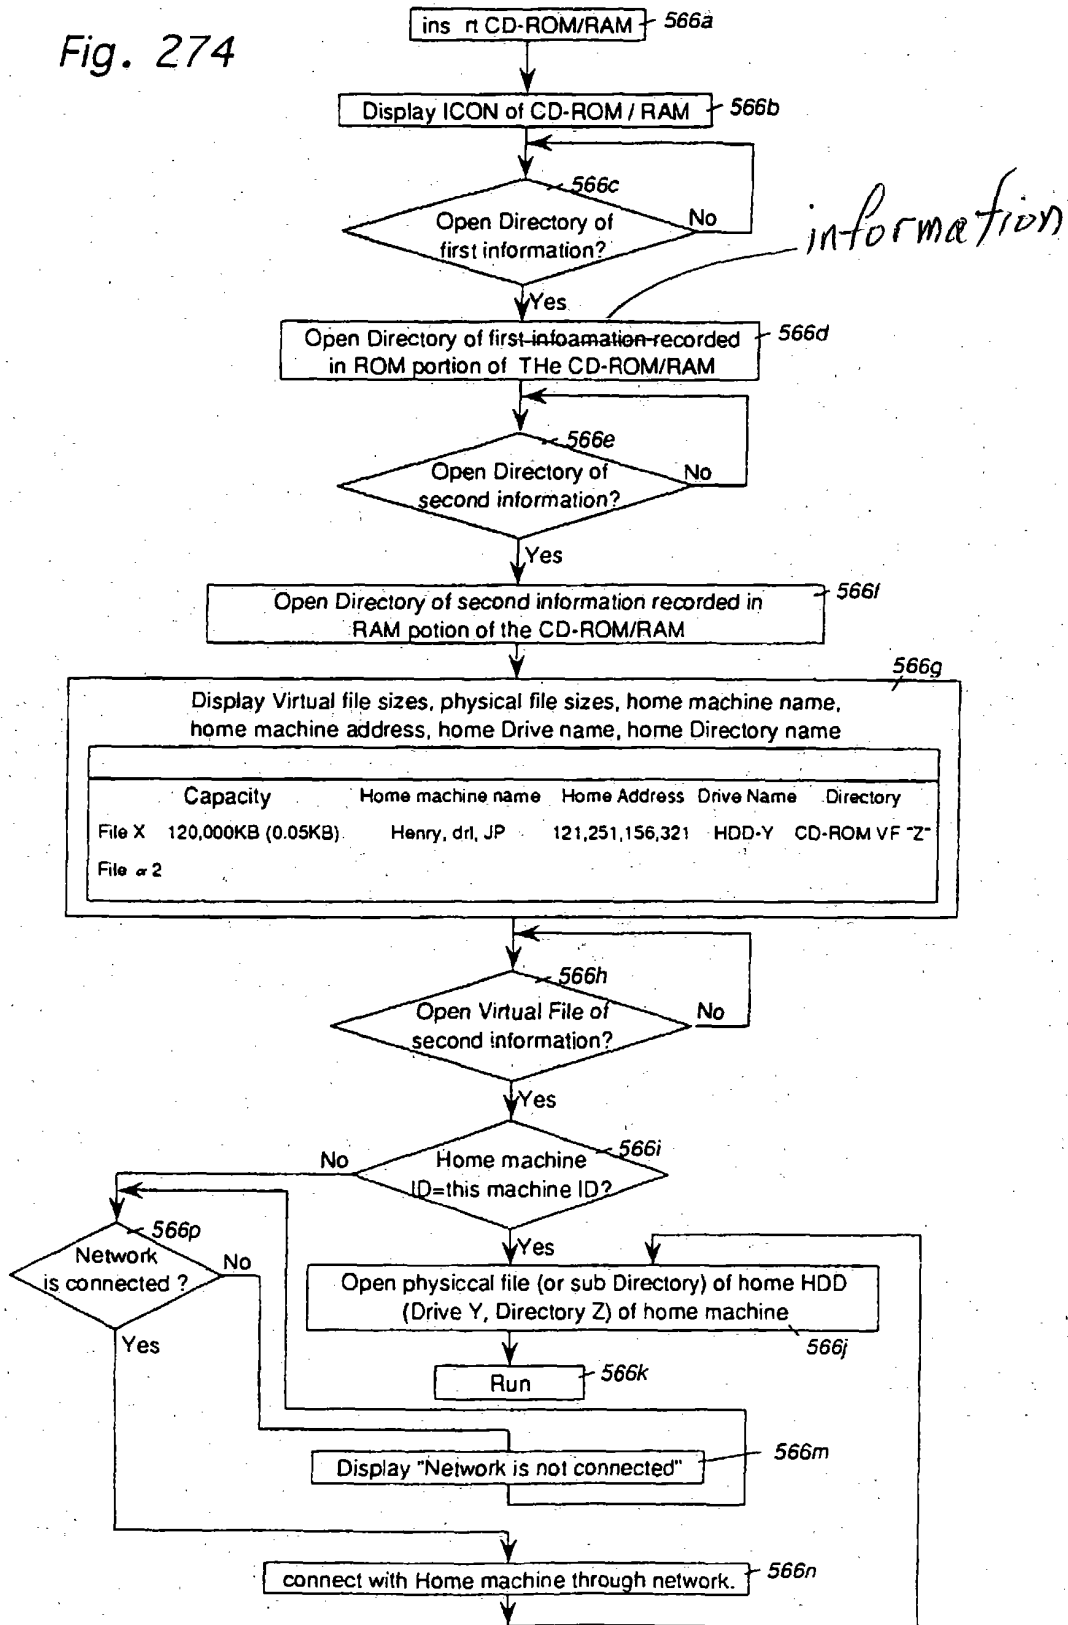 Fig. 274
ins rt CD-ROM/RAM 566a
Display ICON of CD-ROM / RAM 566b
566c
Open Directory of
first information?
No
information
Yes
Open Directory of first infoamation recorded
in ROM portion of THe CD-ROM/RAM
566d
566e
Open Directory of
second information?
No
Yes
Open Directory of second information recorded in
RAM potion of the CD-ROM/RAM
566f
566g
Display Virtual file sizes, physical file sizes, home machine name,
home machine address, home Drive name, home Directory name
Capacity Home machine name Home Address Drive Name Directory
File X 120,000KB (0.05KB) Henry, drl, JP 121,251,156,321 HDD-Y CD-ROM VF "Z"
File α 2
566h
Open Virtual File of
second information?
No
Yes
566i
Home machine
ID=this machine ID?
No
566p
Network
is connected ?
No
Yes
Yes
Open physiccal file (or sub Directory) of home HDD
(Drive Y, Directory Z) of home machine
566j
Run 566k
Display "Network is not connected" 566m
connect with Home machine through network. 566n